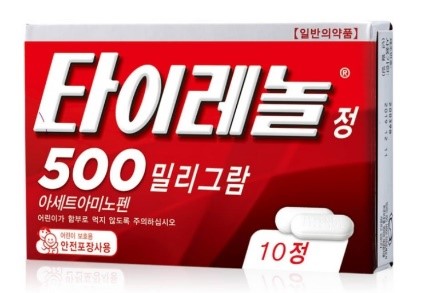 [일반의약품]
타이레놀® 정
500 밀리그람
아세트아미노펜
어린이가 함부로 먹지 않도록 주의하십시오
어린이 보호용
안전포장사용
10정